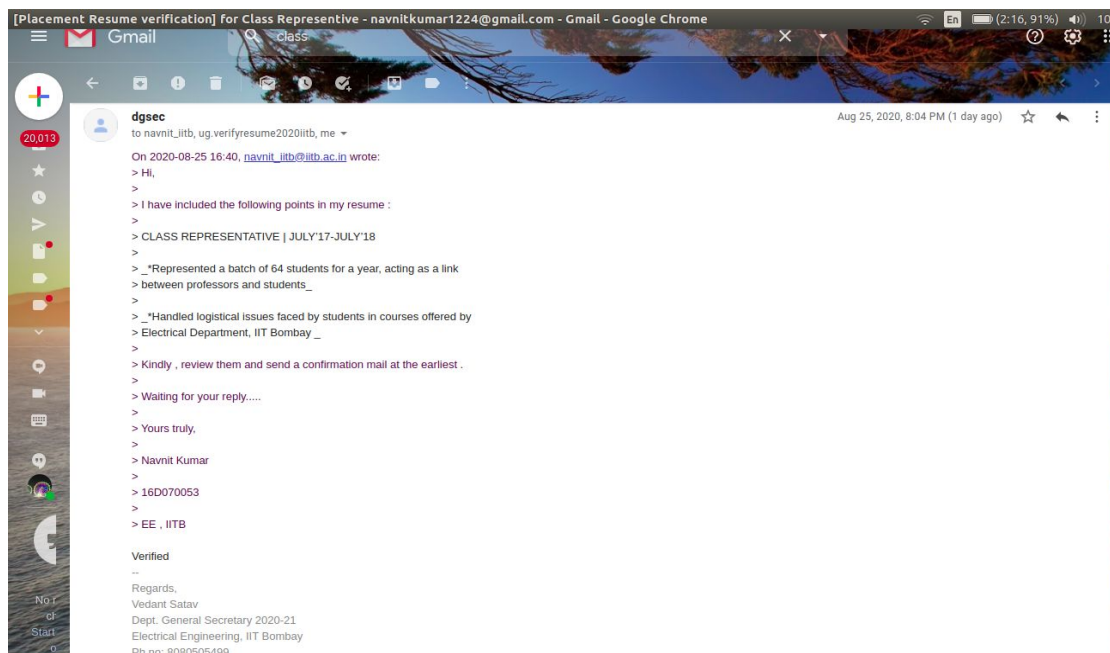 [Placement Resume verification] for Class Representive - navnitkumar1224@gmail.com - Gmail - Google Chrome En (2:16, 91%) 10
Gmail class
20,013
dgsec Aug 25, 2020, 8:04 PM (1 day ago)
to navnit_iitb, ug.verifyresume2020iitb, me
On 2020-08-25 16:40, navnit_iitb@iitb.ac.in wrote:
> Hi,
>
> I have included the following points in my resume :
>
> CLASS REPRESENTATIVE | JULY'17-JULY'18
>
> _*Represented a batch of 64 students for a year, acting as a link
> between professors and students_
>
> _*Handled logistical issues faced by students in courses offered by
> Electrical Department, IIT Bombay _
>
> Kindly , review them and send a confirmation mail at the earliest .
>
> Waiting for your reply.....
>
> Yours truly,
>
> Navnit Kumar
>
> 16D070053
>
> EE , IITB
Verified
--
Regards,
Vedant Satav
Dept. General Secretary 2020-21
Electrical Engineering, IIT Bombay
Ph no: 8080505499
No r
ch
Start
o